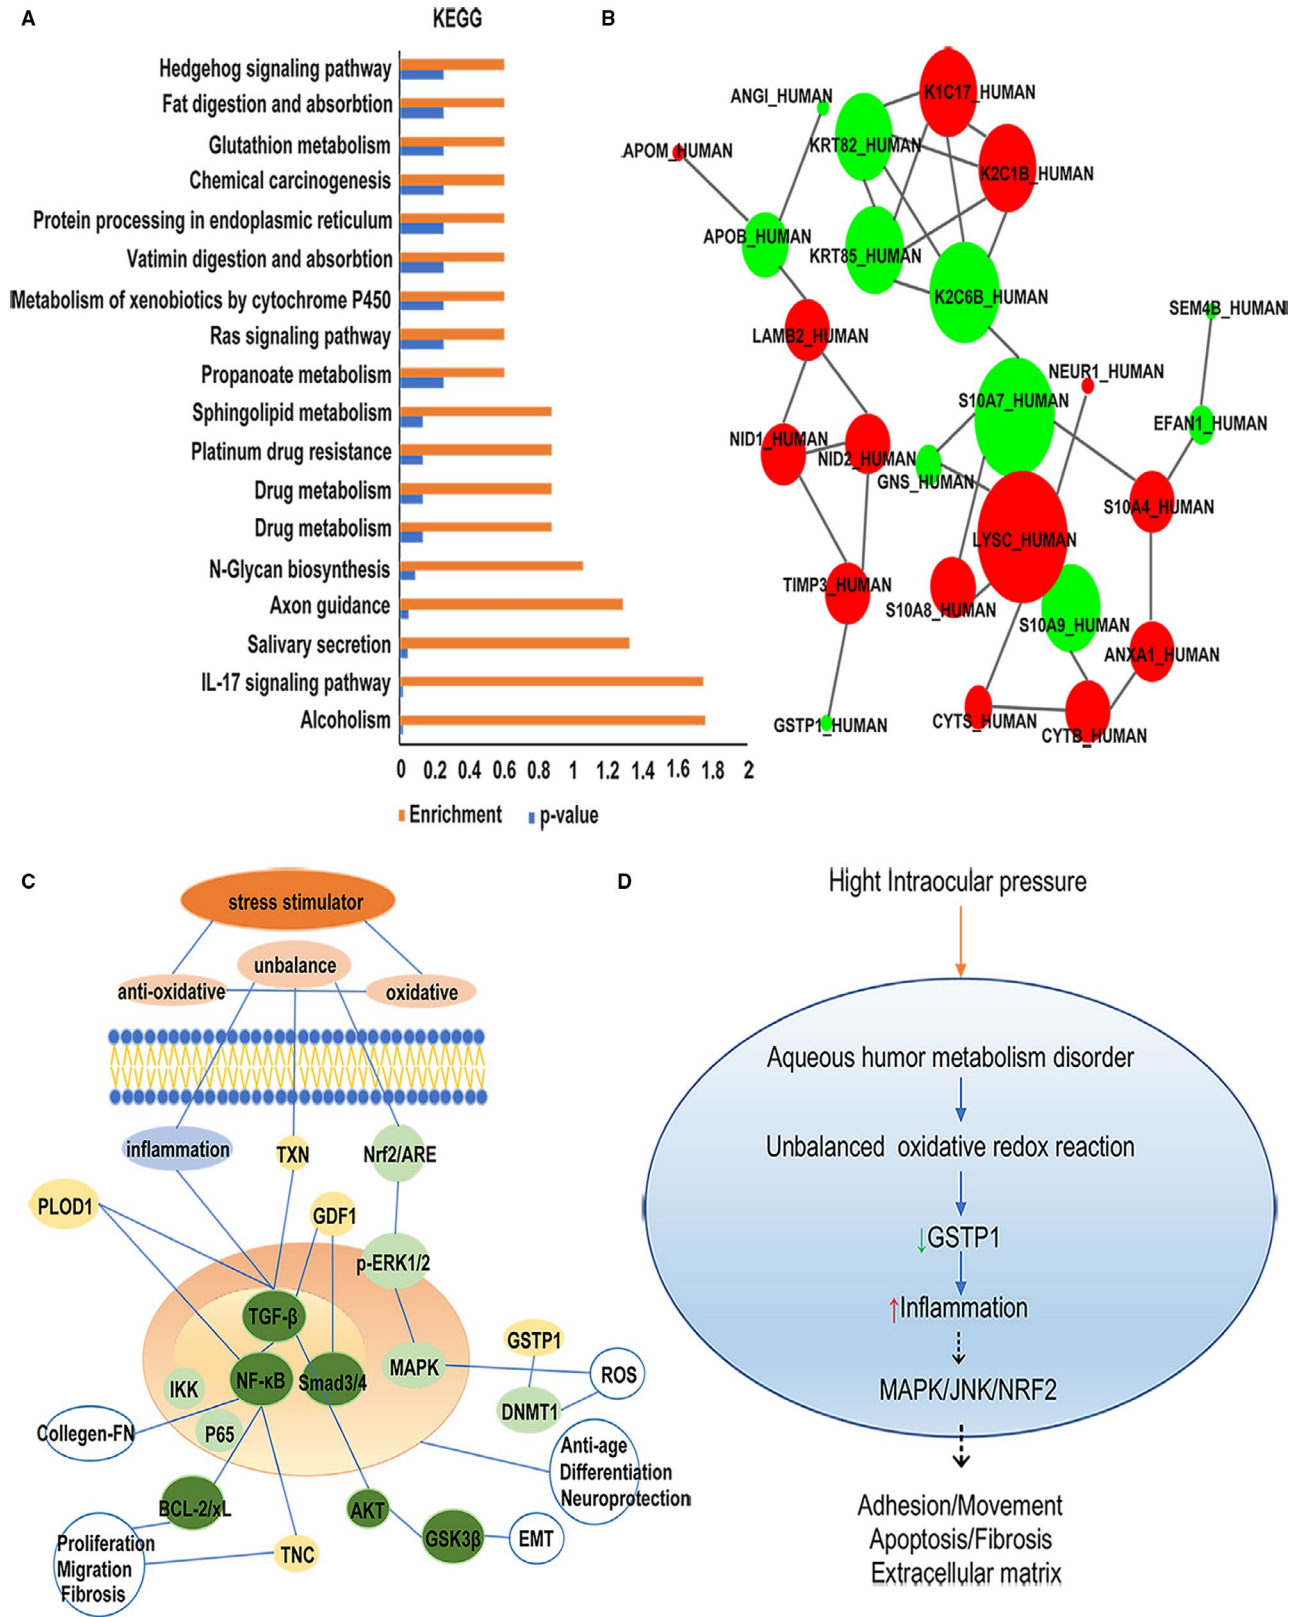 A
KEGG
Hedgehog signaling pathway
Fat digestion and absorbtion
Glutathion metabolism
Chemical carcinogenesis
Protein processing in endoplasmic reticulum
Vatimin digestion and absorbtion
Metabolism of xenobiotics by cytochrome P450
Ras signaling pathway
Propanoate metabolism
Sphingolipid metabolism
Platinum drug resistance
Drug metabolism
Drug metabolism
N-Glycan biosynthesis
Axon guidance
Salivary secretion
IL-17 signaling pathway
Alcoholism
0 0.2 0.4 0.6 0.8 1 1.2 1.4 1.6 1.8 2
Enrichment p-value
B
K1C17_HUMAN
ANGI_HUMAN
KRT82_HUMAN
APOM_HUMAN
K2C1B_HUMAN
APOB_HUMAN
KRT85_HUMAN
K2C6B_HUMAN
SEM4B_HUMAN
LAMB2_HUMAN
NEUR1_HUMAN
S10A7_HUMAN
EFAN1_HUMAN
NID1_HUMAN
NID2_HUMAN
GNS_HUMAN
S10A4_HUMAN
LYSC_HUMAN
TIMP3_HUMAN
S10A8_HUMAN
S10A9_HUMAN
ANXA1_HUMAN
GSTP1_HUMAN
CYTS_HUMAN
CYTB_HUMAN
C
stress stimulator
unbalance
anti-oxidative
oxidative
inflammation
TXN
Nrf2/ARE
PLOD1
GDF1
p-ERK1/2
TGF-β
GSTP1
MAPK
ROS
IKK
NF-κB
Smad3/4
DNMT1
Collegen-FN
P65
Anti-age
Differentiation
Neuroprotection
BCL-2/xL
AKT
GSK3β
EMT
Proliferation
Migration
Fibrosis
TNC
D
Hight Intraocular pressure
Aqueous humor metabolism disorder
Unbalanced oxidative redox reaction
↓GSTP1
↑Inflammation
MAPK/JNK/NRF2
Adhesion/Movement
Apoptosis/Fibrosis
Extracellular matrix